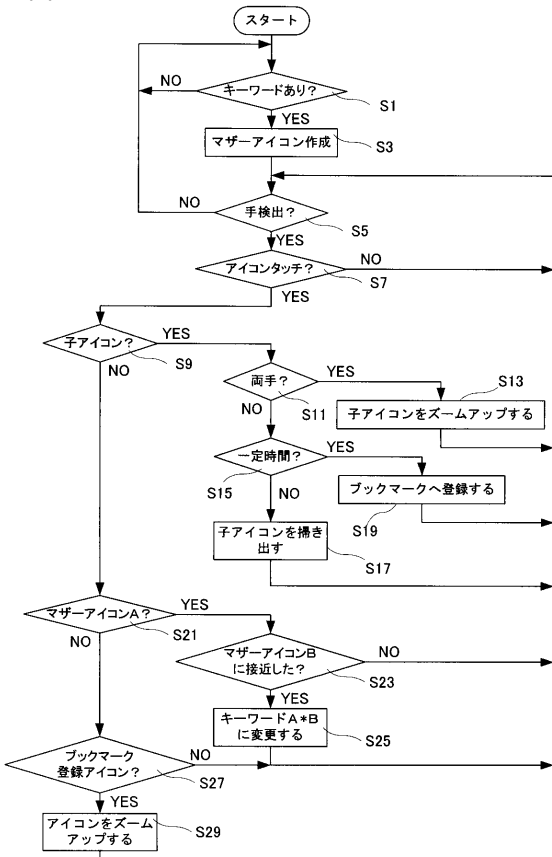 スタート
NO
キーワードあり?
S1
YES
マザーアイコン作成
S3
NO
手検出?
S5
YES
アイコンタッチ?
NO
S7
YES
子アイコン?
YES
S9
NO
両手?
YES
S11
S13
子アイコンをズームアップする
NO
一定時間?
YES
S15
ブックマークへ登録する
S19
NO
子アイコンを掃き
出す
S17
マザーアイコンA?
YES
S21
NO
マザーアイコンB
に接近した?
NO
S23
YES
キーワードA*B
に変更する
S25
ブックマーク
登録アイコン?
NO
S27
YES
アイコンをズーム
アップする
S29